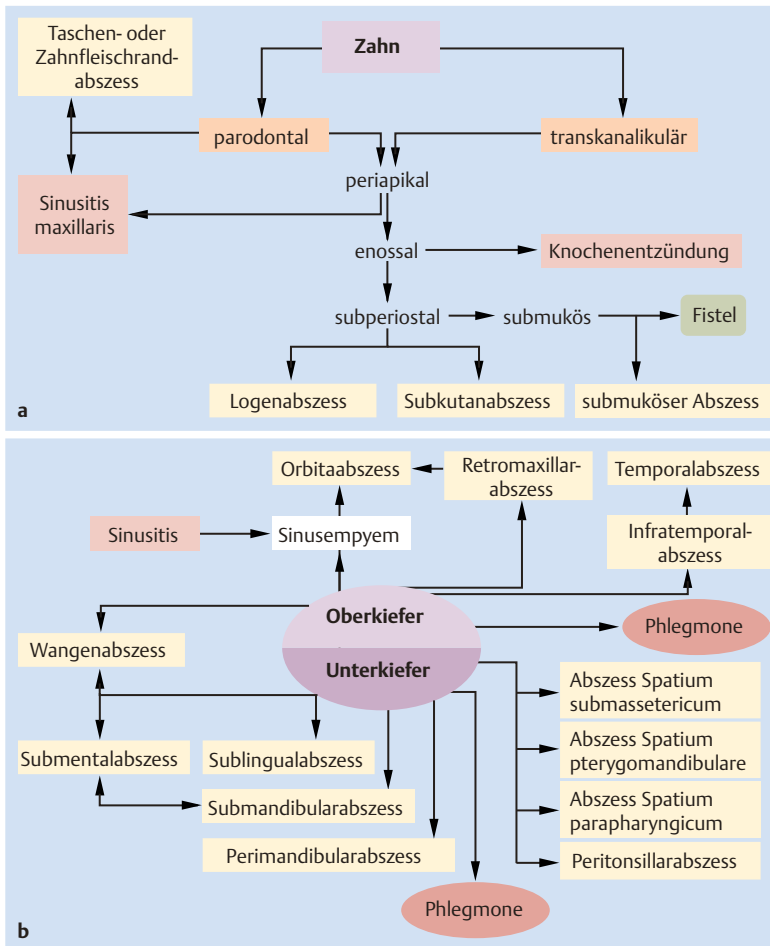 Taschen- oder
Zahnfleischrand-
abszess
Zahn
parodontal
transkanalikulär
periapikal
Sinusitis
maxillaris
enossal
Knochenentzündung
subperiostal
submukös
Fistel
Logenabszess
Subkutanabszess
submuköser Abszess
a
Orbitaabszess
Retromaxillar-
abszess
Temporalabszess
Sinusitis
Sinusempyem
Infratemporal-
abszess
Oberkiefer
Phlegmone
Wangenabszess
Unterkiefer
Abszess Spatium
submassetericum
Submentalabszess
Sublingualabszess
Abszess Spatium
pterygomandibulare
Submandibularabszess
Abszess Spatium
parapharyngicum
Perimandibularabszess
Peritonsillarabszess
Phlegmone
b